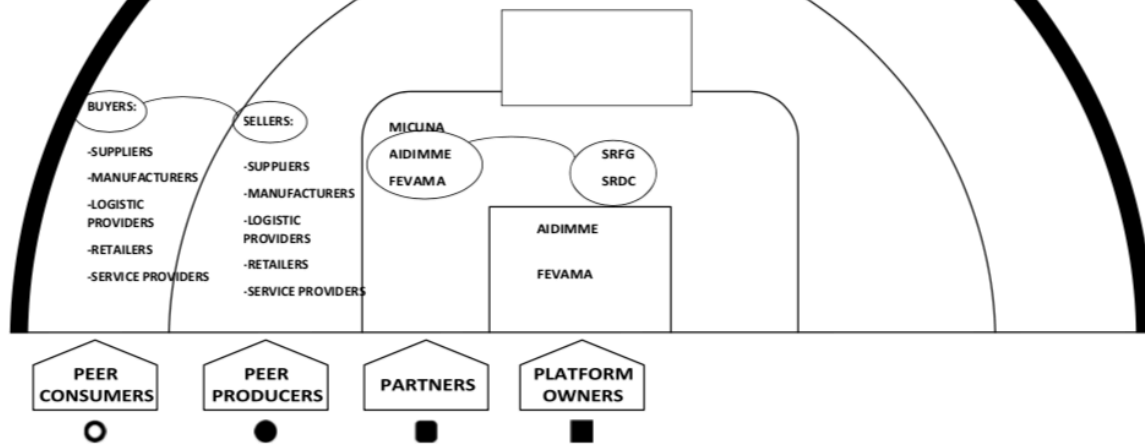 BUYERS:
-SUPPLIERS
-MANUFACTURERS
-LOGISTIC
PROVIDERS
-RETAILERS
-SERVICE PROVIDERS
SELLERS:
-SUPPLIERS
-MANUFACTURERS
-LOGISTIC
PROVIDERS
-RETAILERS
-SERVICE PROVIDERS
MICUNA
AIDIMME
FEVAMA
SRFG
SRDC
AIDIMME
FEVAMA
PEER
CONSUMERS
PEER
PRODUCERS
PARTNERS
PLATFORM
OWNERS